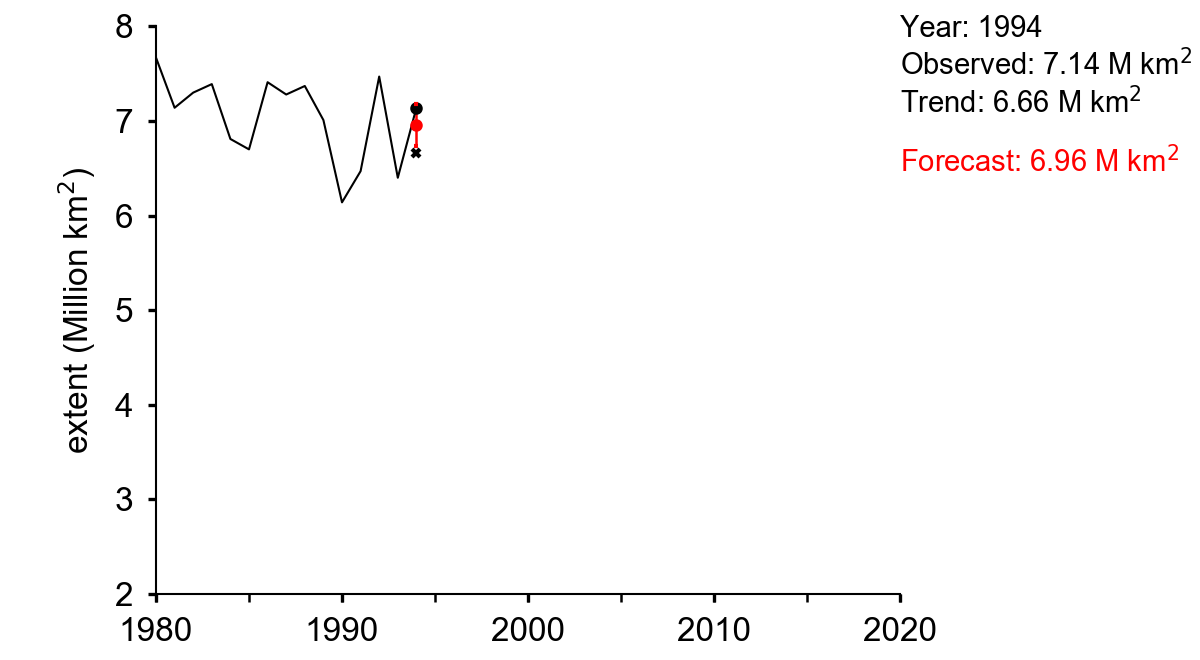 Year: 1994
Observed: 7.14 M km²
Trend: 6.66 M km²
Forecast: 6.96 M km²
extent (Million km²)
8
7
6
5
4
3
2
1980
1990
2000
2010
2020